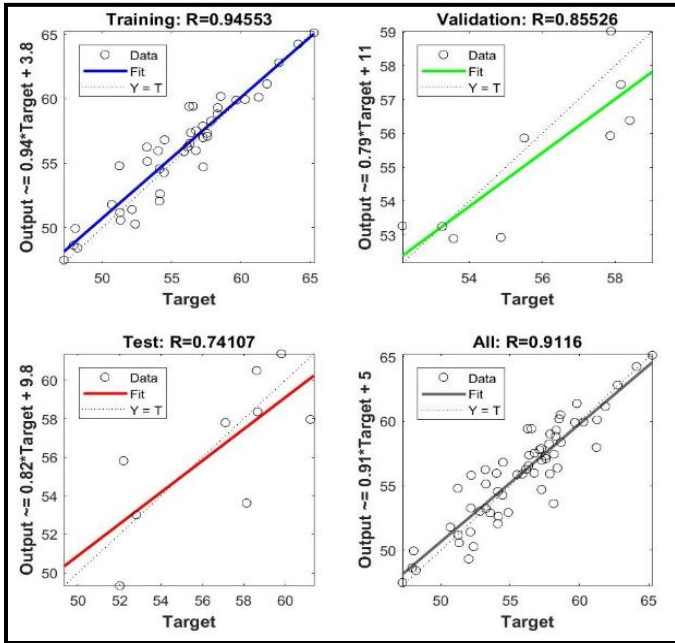 Training: R=0.94553
Output ~= 0.94*Target + 3.8
65
60
55
50
Data
Fit
Y = T
50
55
60
65
Target
Validation: R=0.85526
Output ~= 0.79*Target + 11
59
58
57
56
55
54
53
Data
Fit
Y = T
54
56
58
Target
Test: R=0.74107
Output ~= 0.82*Target + 9.8
60
58
56
54
52
50
Data
Fit
Y = T
50
52
54
56
58
60
Target
All: R=0.9116
Output ~= 0.91*Target + 5
65
60
55
50
Data
Fit
Y = T
50
55
60
65
Target